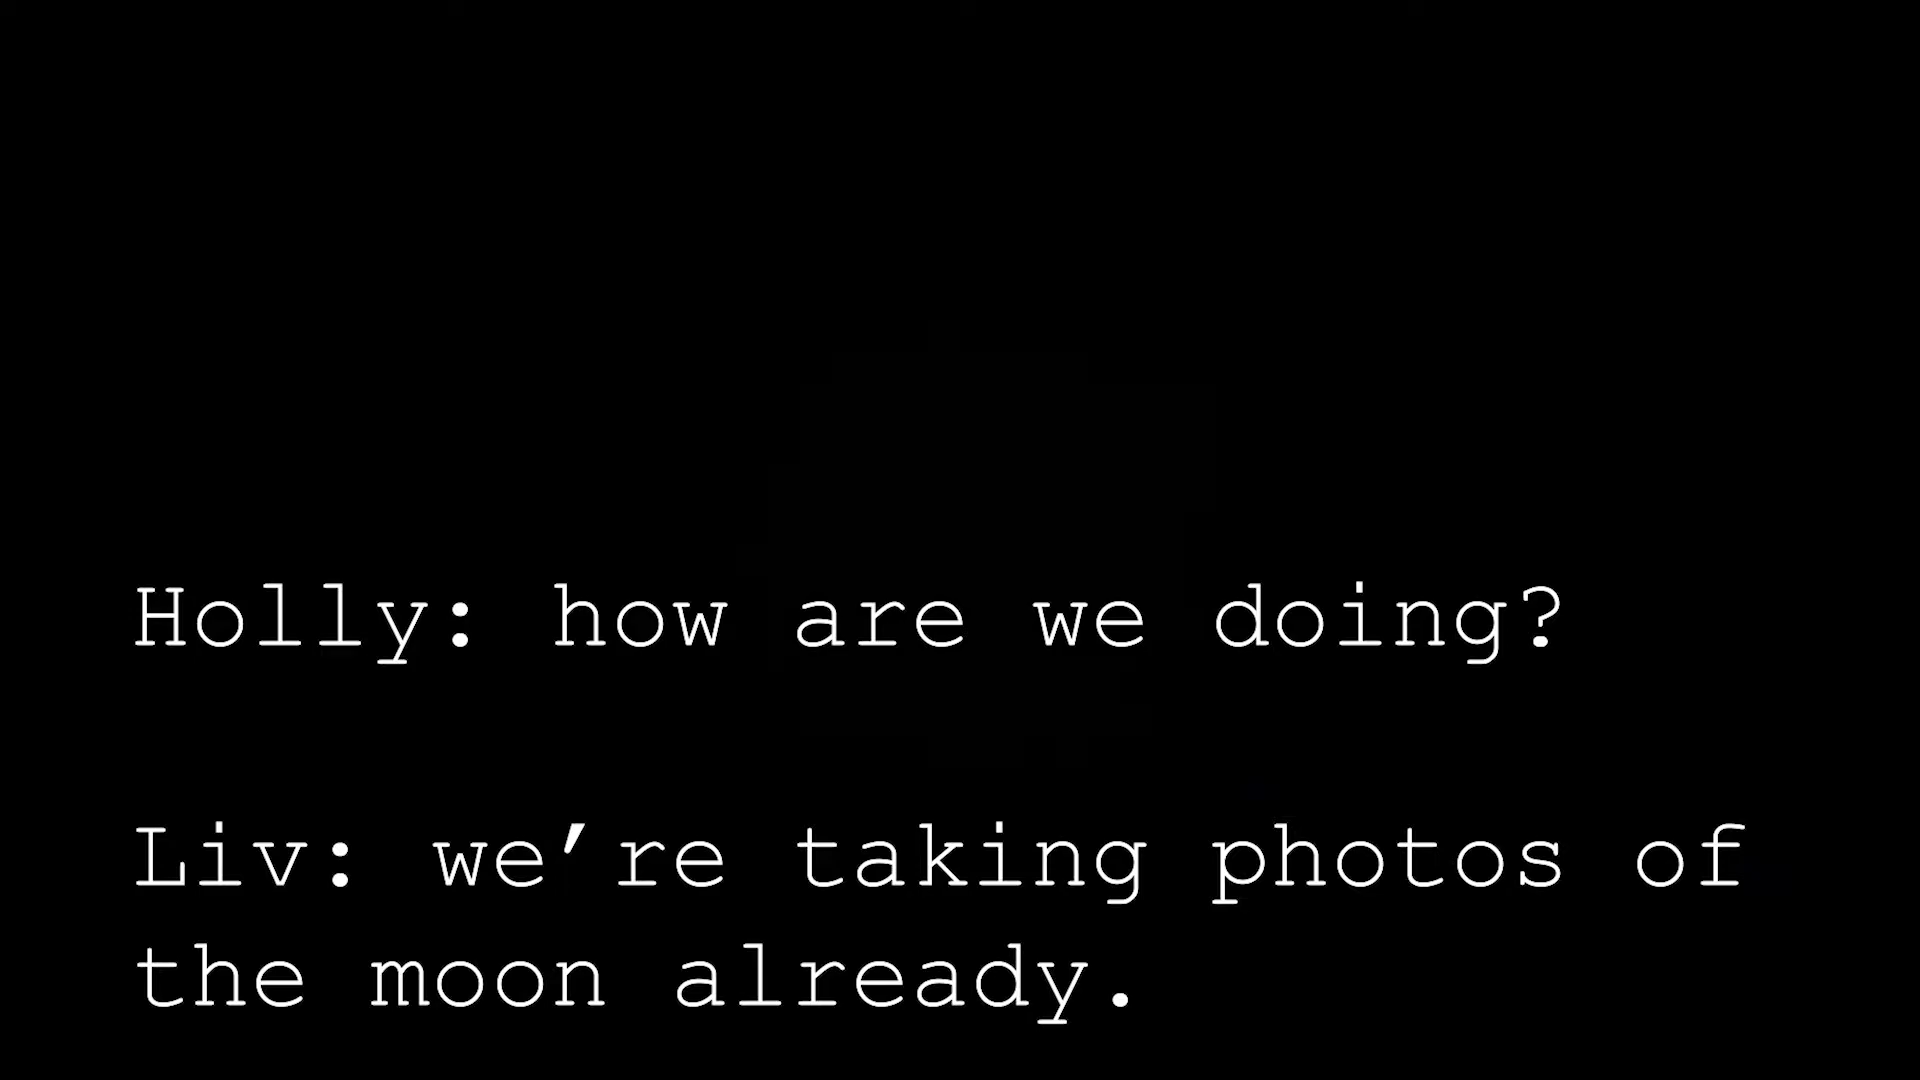 Holly: how are we doing?
Liv: we’re taking photos of
the moon already.